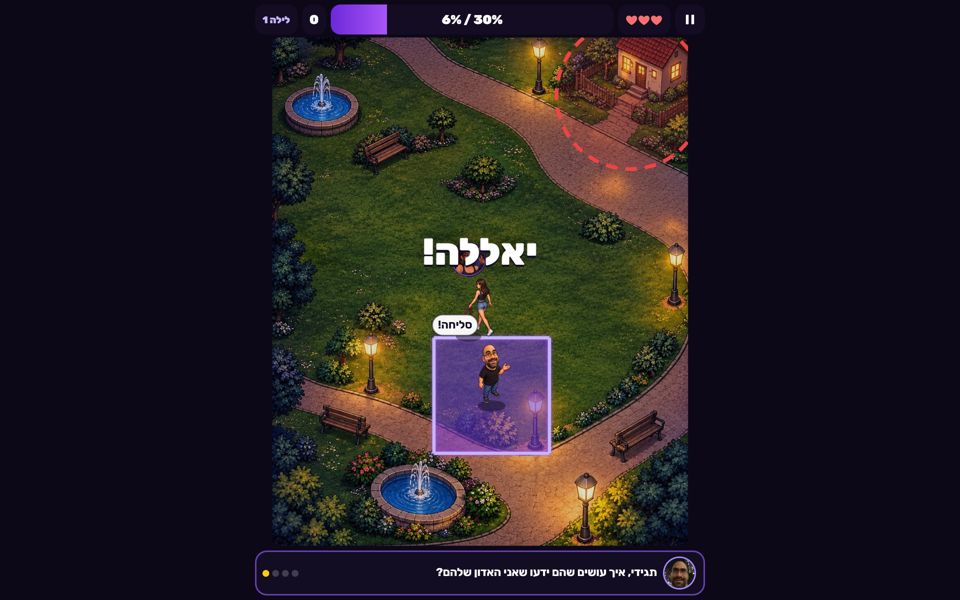 לילה 1
0
6% / 30%
יאללה!
סליחה!
תגידי, איך עושים שהם ידעו שאני האדון שלהם?